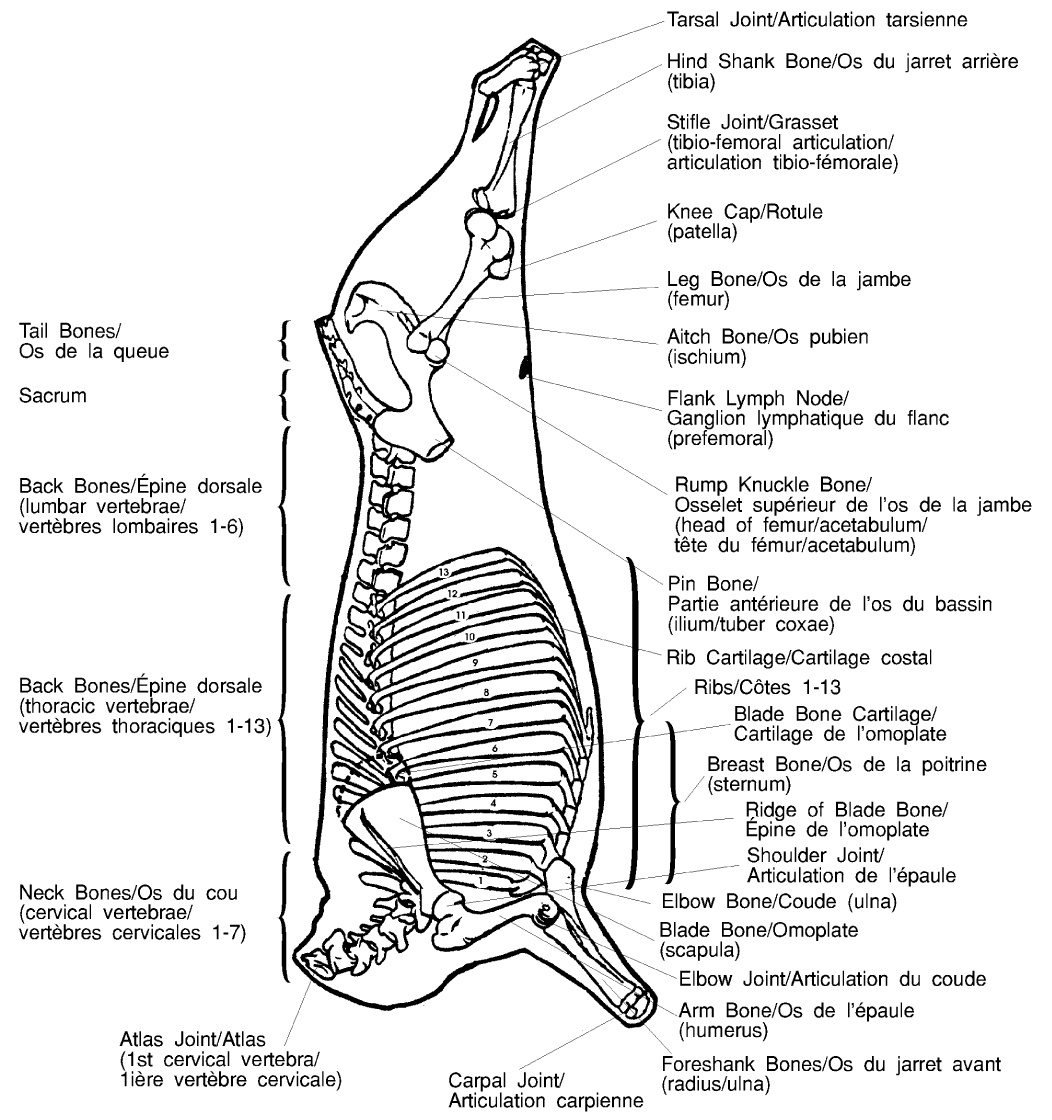 Tarsal Joint/Articulation tarsienne
Hind Shank Bone/Os du jarret arrière
(tibia)
Stifle Joint/Grasset
(tibio-femoral articulation/
articulation tibio-fémorale)
Knee Cap/Rotule
(patella)
Leg Bone/Os de la jambe
(femur)
Aitch Bone/Os pubien
(ischium)
Flank Lymph Node/
Ganglion lymphatique du flanc
(prefemoral)
Rump Knuckle Bone/
Osselet supérieur de l'os de la jambe
(head of femur/acetabulum/
tête du fémur/acetabulum)
Pin Bone/
Partie antérieure de l'os du bassin
(ilium/tuber coxae)
Rib Cartilage/Cartilage costal
Ribs/Côtes 1-13
Blade Bone Cartilage/
Cartilage de l'omoplate
Breast Bone/Os de la poitrine
(sternum)
Ridge of Blade Bone/
Épine de l'omoplate
Shoulder Joint/
Articulation de l'épaule
Elbow Bone/Coude (ulna)
Blade Bone/Omoplate
(scapula)
Elbow Joint/Articulation du coude
Arm Bone/Os de l'épaule
(humerus)
Foreshank Bones/Os du jarret avant
(radius/ulna)
Carpal Joint/
Articulation carpienne
Tail Bones/
Os de la queue
Sacrum
Back Bones/Épine dorsale
(lumbar vertebrae/
vertèbres lombaires 1-6)
Back Bones/Épine dorsale
(thoracic vertebrae/
vertèbres thoraciques 1-13)
Neck Bones/Os du cou
(cervical vertebrae/
vertèbres cervicales 1-7)
Atlas Joint/Atlas
(1st cervical vertebra/
1ière vertèbre cervicale)
13
12
11
10
9
8
7
6
5
4
3
2
1